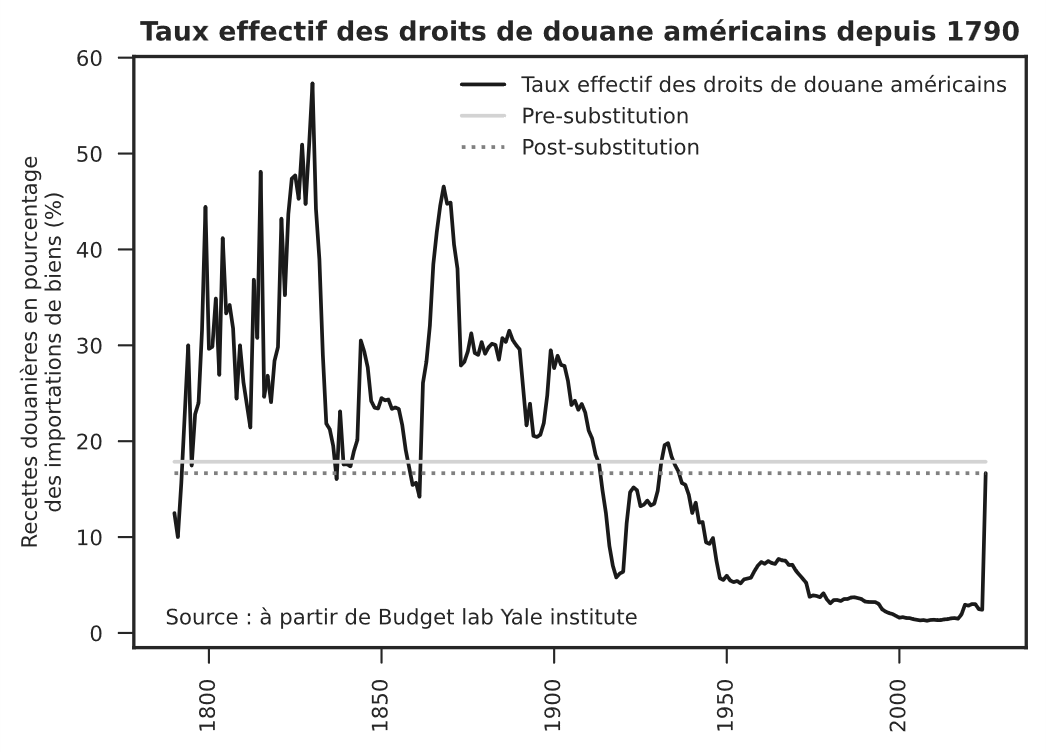 Taux effectif des droits de douane américains depuis 1790
Recettes douanières en pourcentage
des importations de biens (%)
60
50
40
30
20
10
0
Taux effectif des droits de douane américains
Pre-substitution
Post-substitution
Source : à partir de Budget lab Yale institute
1800
1850
1900
1950
2000